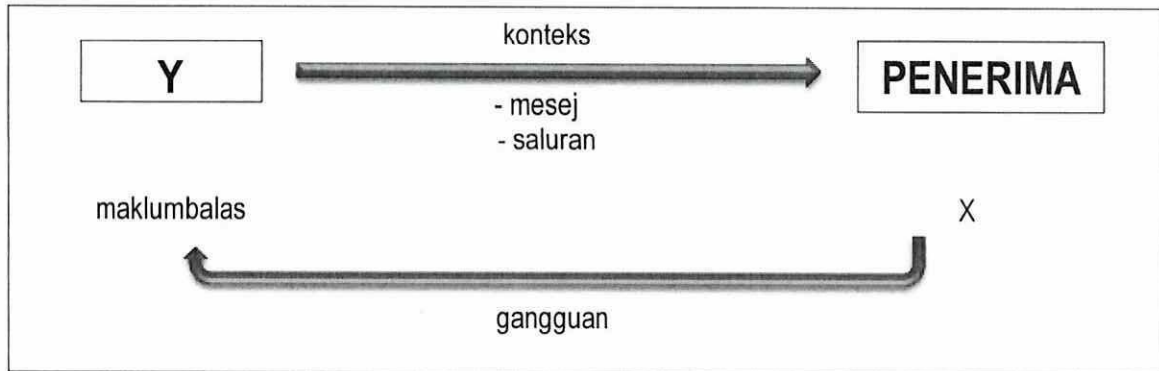 konteks
Y
PENERIMA
- mesej
- saluran
maklumbalas
X
gangguan